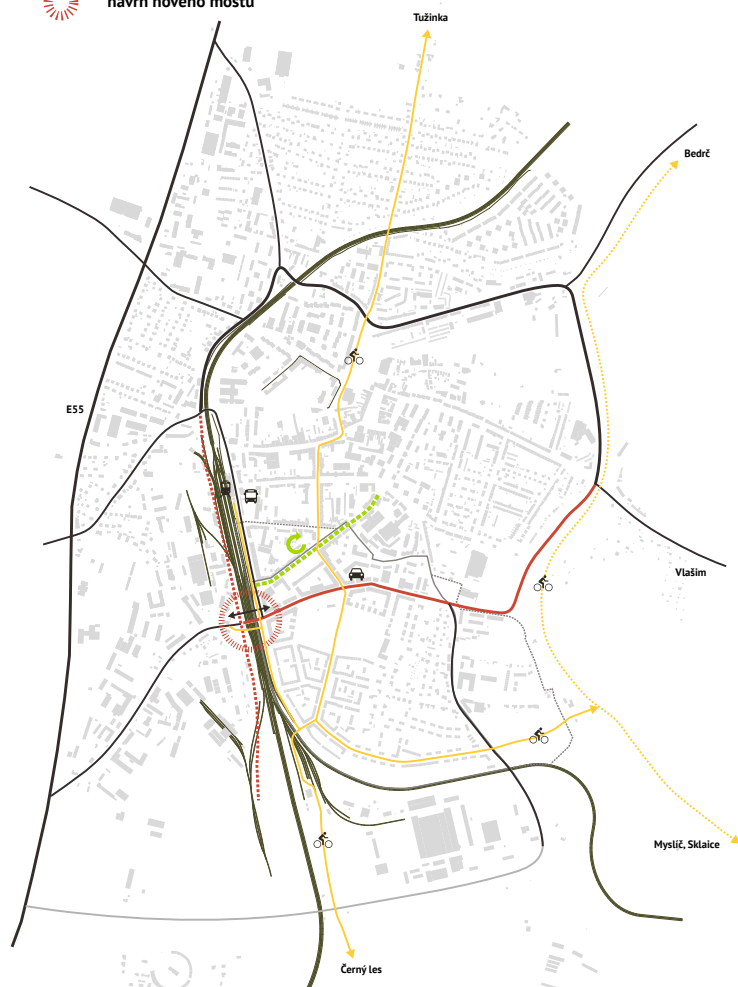 návrh nového mostu
Tužinka
Bedrč
E55
Vlašim
Myslíč, Sklaice
Černý les